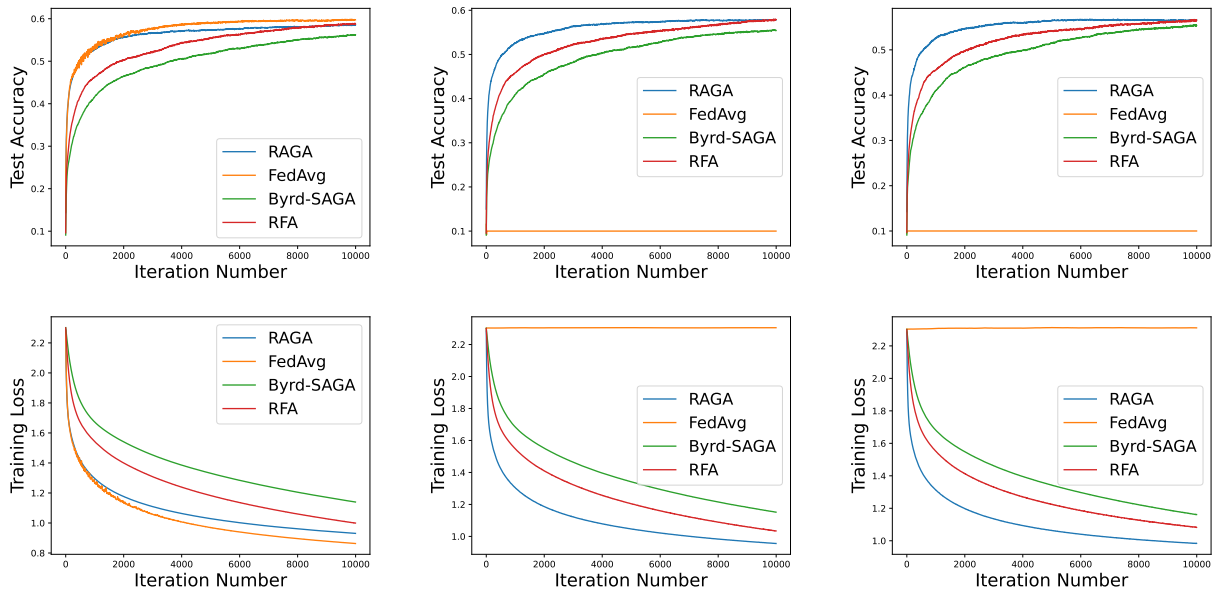 0.6
0.5
0.4
0.3
0.2
0.1
Test Accuracy
RAGA
FedAvg
Byrd-SAGA
RFA
0 2000 4000 6000 8000 10000
Iteration Number
0.6
0.5
0.4
0.3
0.2
0.1
Test Accuracy
RAGA
FedAvg
Byrd-SAGA
RFA
0 2000 4000 6000 8000 10000
Iteration Number
0.5
0.4
0.3
0.2
0.1
Test Accuracy
RAGA
FedAvg
Byrd-SAGA
RFA
0 2000 4000 6000 8000 10000
Iteration Number
2.2
2.0
1.8
1.6
1.4
1.2
1.0
0.8
Training Loss
RAGA
FedAvg
Byrd-SAGA
RFA
0 2000 4000 6000 8000 10000
Iteration Number
2.2
2.0
1.8
1.6
1.4
1.2
1.0
Training Loss
RAGA
FedAvg
Byrd-SAGA
RFA
0 2000 4000 6000 8000 10000
Iteration Number
2.2
2.0
1.8
1.6
1.4
1.2
1.0
Training Loss
RAGA
FedAvg
Byrd-SAGA
RFA
0 2000 4000 6000 8000 10000
Iteration Number